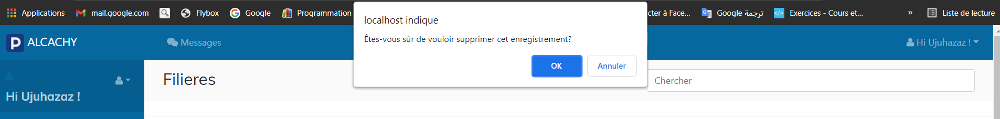 Applications mail.google.com Flybox Google Programmation cter à Face... Google ترجمة Exercices - Cours et... » Liste de lecture
localhost indique
Êtes-vous sûr de vouloir supprimer cet enregistrement?
OK Annuler
P ALCACHY Messages Hi Ujuhazaz !
Hi Ujuhazaz !
Filieres Chercher